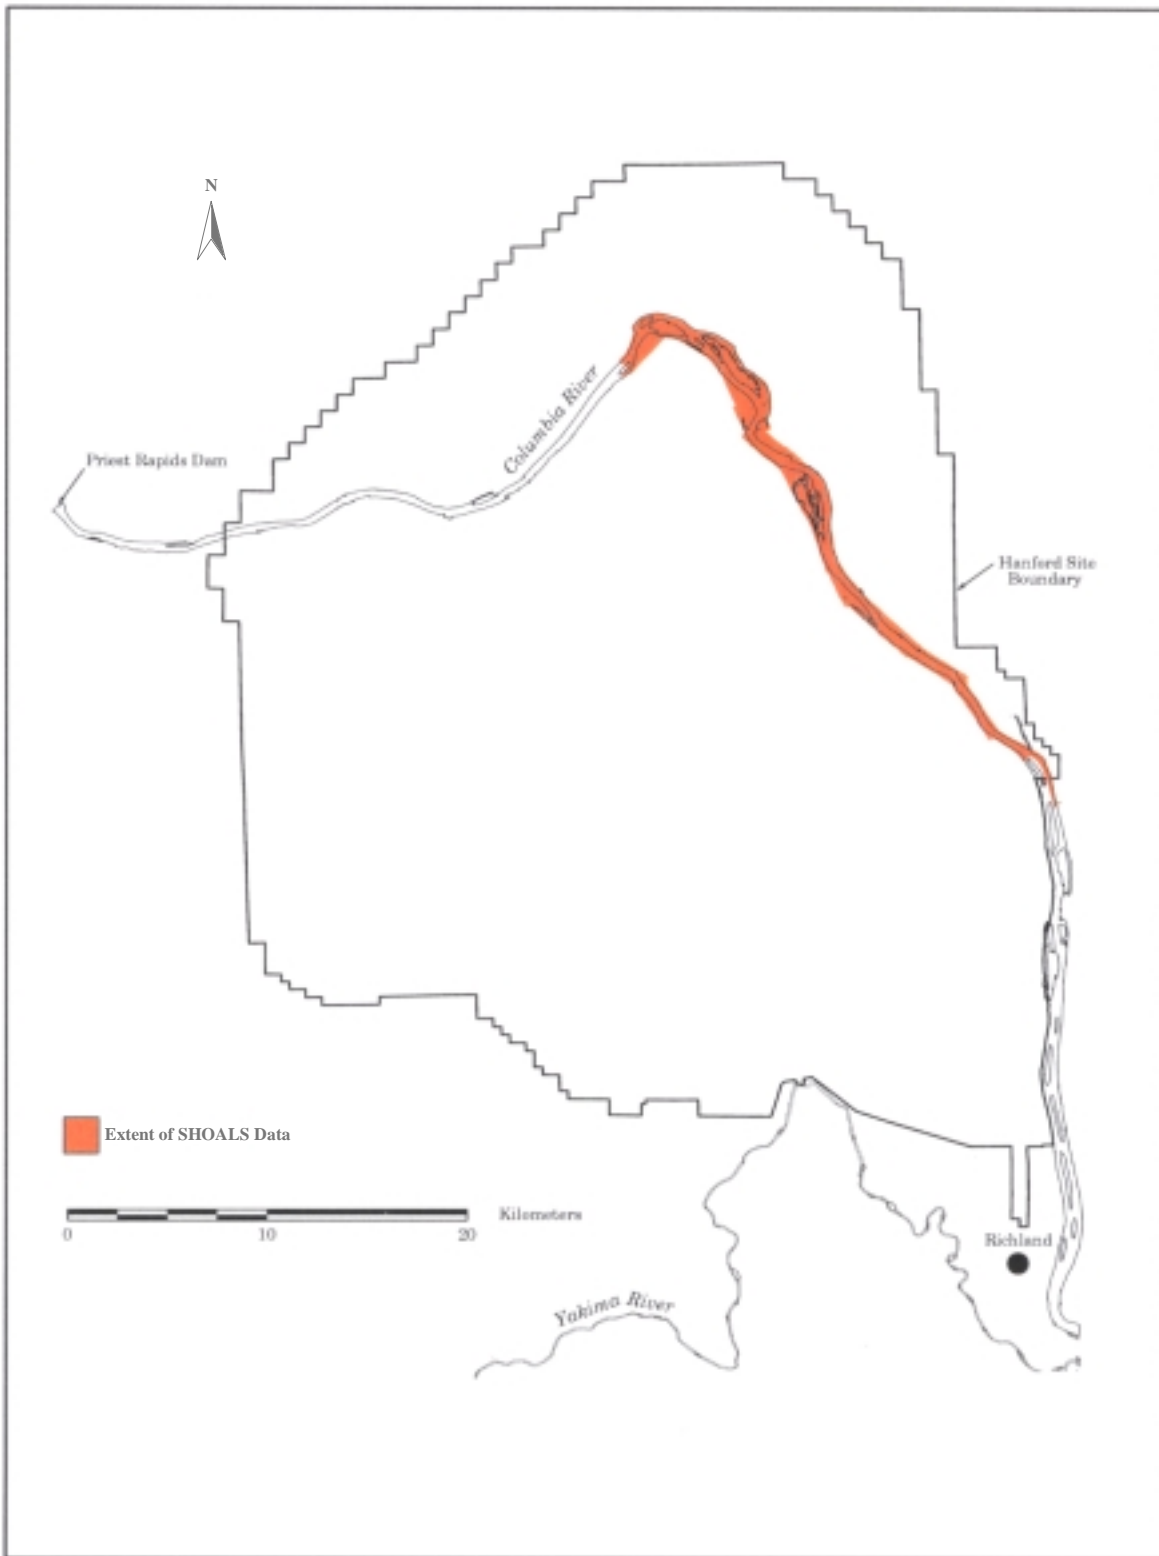 N
Columbia River
Priest Rapids Dam
Hanford Site
Boundary
Extent of SHOALS Data
Kilometers
0 10 20
Richland
Yakima River